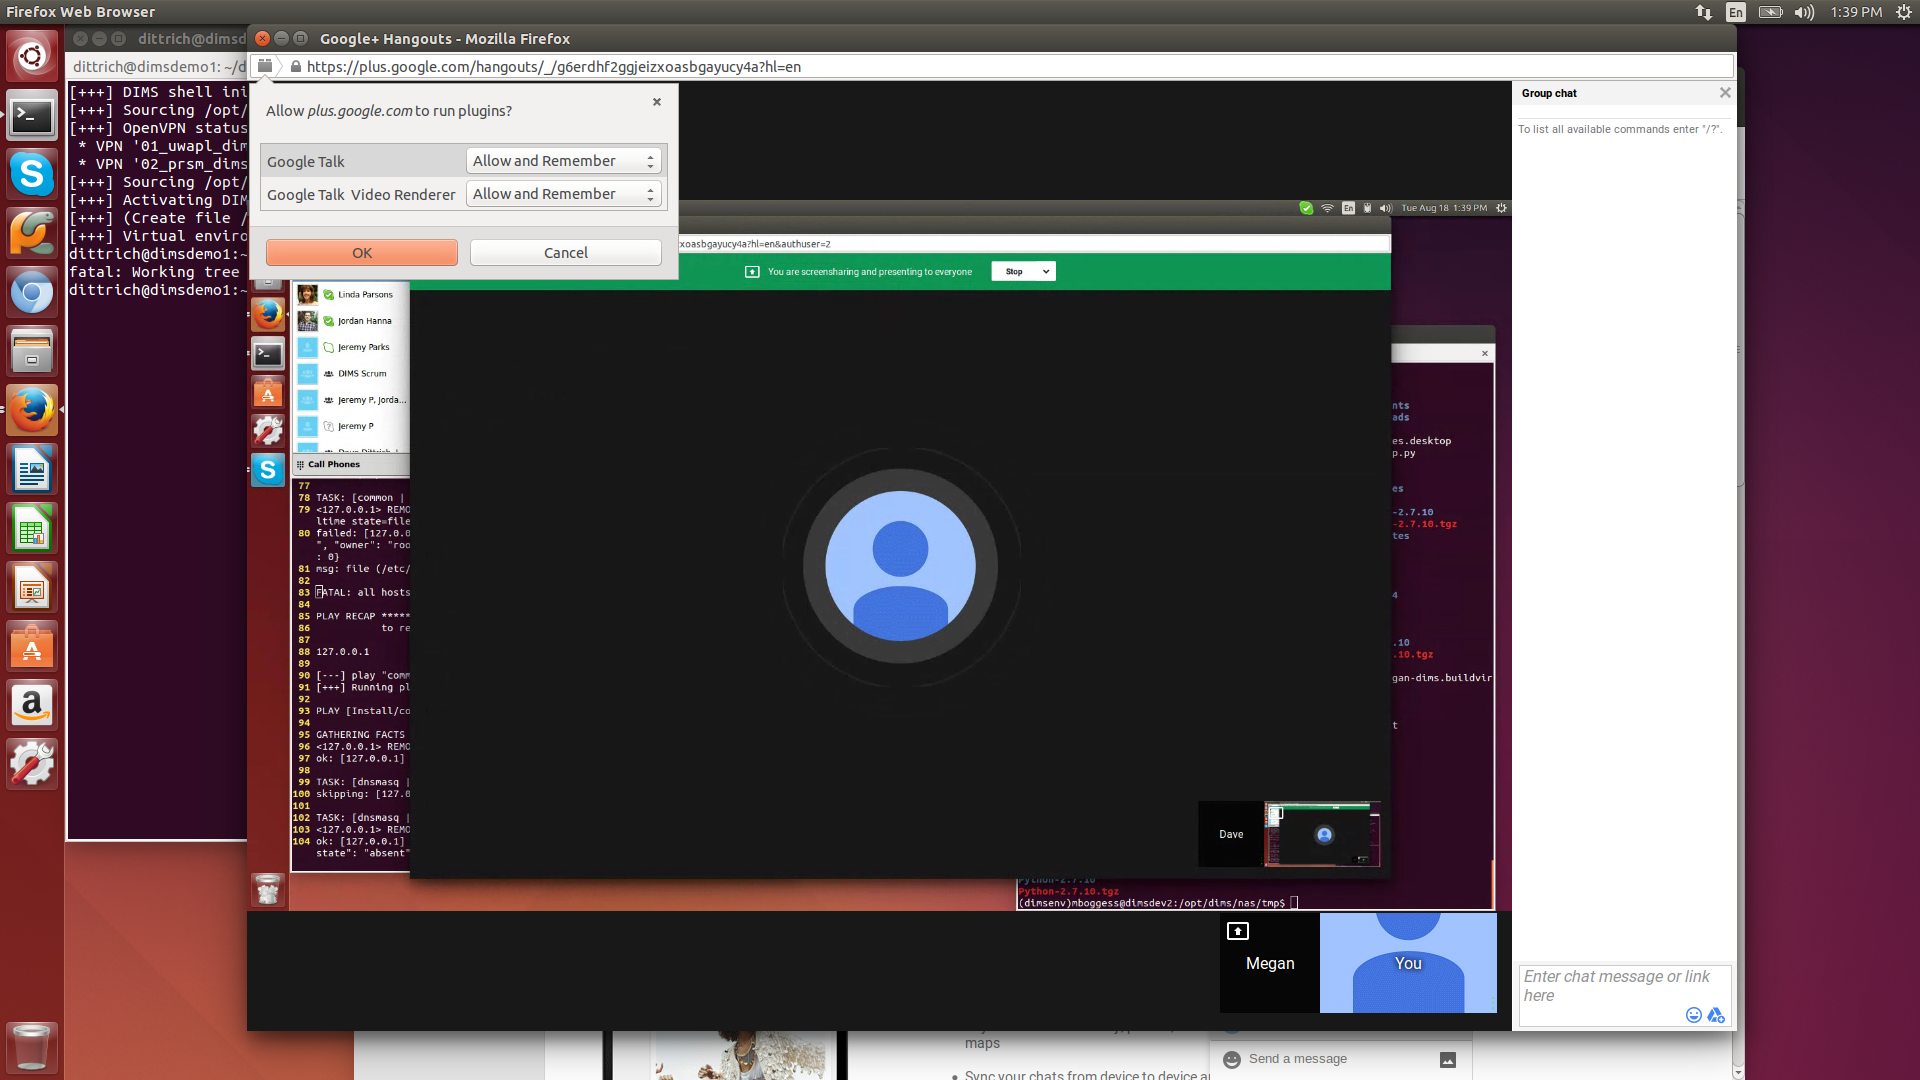 Firefox Web Browser
En
1:39 PM
dittrich@dimsd
Google+ Hangouts - Mozilla Firefox
dittrich@dimsdemo1: ~/d
https://plus.google.com/hangouts/_/g6erdhf2ggjeizxoasbgayucy4a?hl=en
[+++] DIMS shell ini
[+++] Sourcing /opt/
[+++] OpenVPN status
* VPN '01_uwapl_dim
* VPN '02_prsm_dims
[+++] Sourcing /opt/
[+++] Activating DIM
[+++] (Create file /
[+++] Virtual enviro
dittrich@dimsdemo1:~
fatal: Working tree
dittrich@dimsdemo1:~
Allow plus.google.com to run plugins?
Google Talk
Allow and Remember
Google Talk Video Renderer
Allow and Remember
OK
Cancel
Group chat
To list all available commands enter "/?".
En
Tue Aug 18 1:39 PM
xoasbgayucy4a?hl=en&authuser=2
You are screensharing and presenting to everyone
Stop
Linda Parsons
Jordan Hanna
Jeremy Parks
DIMS Scrum
Jeremy P, Jorda...
Jeremy P
Call Phones
77
78 TASK: [common |
79 <127.0.0.1> REMO
ltime state=file
80 failed: [127.0.0
", "owner": "roo
: 0}
81 msg: file (/etc/
82
83 FATAL: all hosts
84
85 PLAY RECAP *****
86 to re
87
88 127.0.0.1
89
90 [---] play "comm
91 [+++] Running pl
92
93 PLAY [Install/co
94
95 GATHERING FACTS
96 <127.0.0.1> REMO
97 ok: [127.0.0.1]
98
99 TASK: [dnsmasq |
100 skipping: [127.0
101
102 TASK: [dnsmasq |
103 <127.0.0.1> REMO
104 ok: [127.0.0.1]
state": "absent"
nts
ads
es.desktop
p.py
es
-2.7.10
-2.7.10.tgz
tes
4
.10
.10.tgz
gan-dims.buildvir
t
Dave
Python-2.7.10
Python-2.7.10.tgz
(dimsenv)mboggess@dimsdev2:/opt/dims/nas/tmp$
Megan
You
Enter chat message or link
here
maps
Send a message
Sync your chats from device to device a